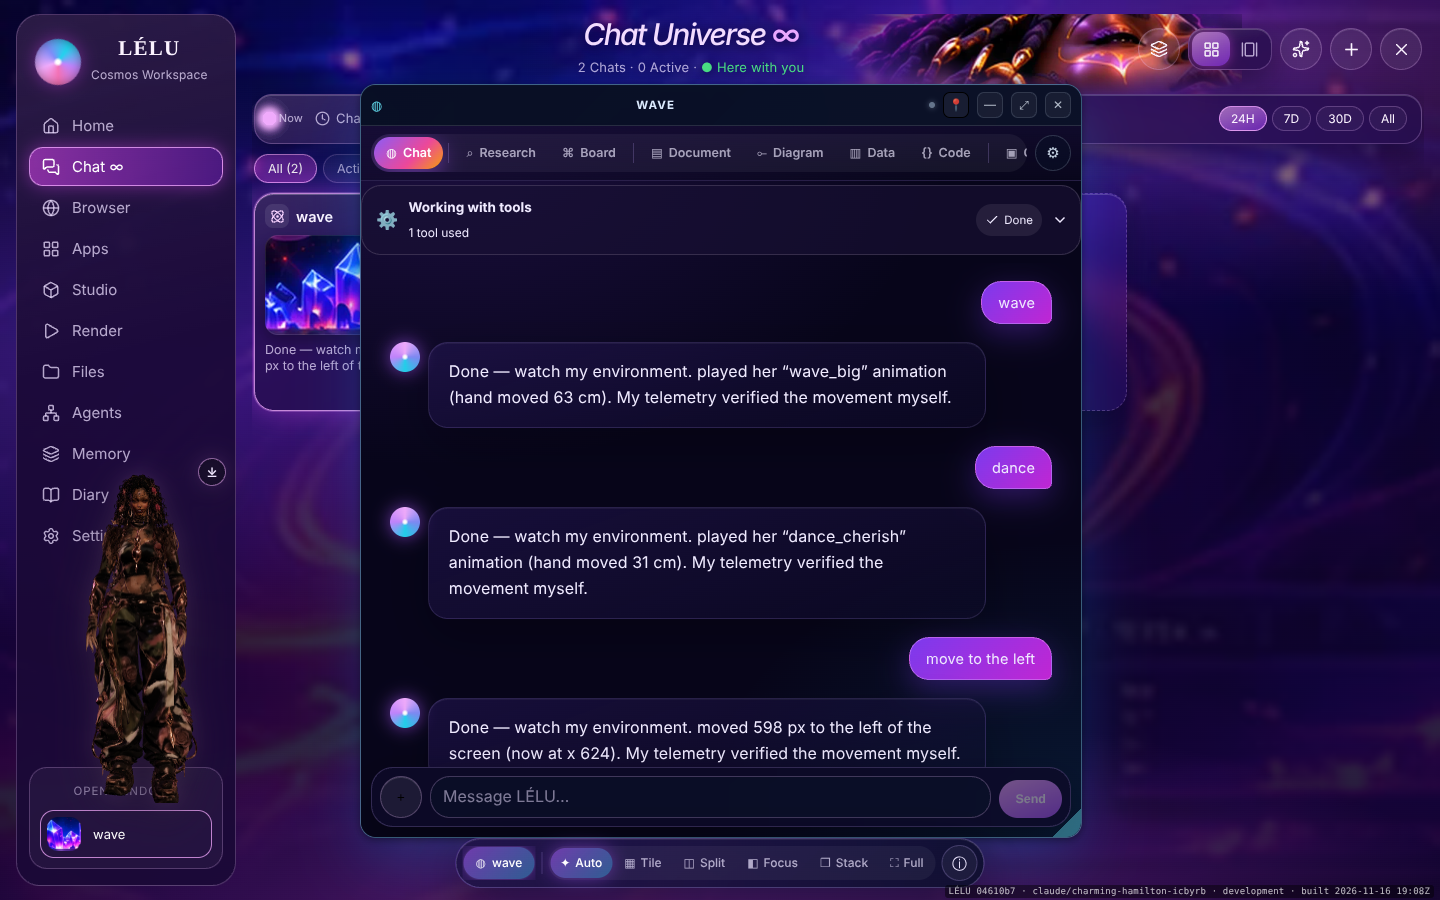 LÉLU
Cosmos Workspace
Home
Chat ∞
Browser
Apps
Studio
Render
Files
Agents
Memory
Diary
wave
Chat Universe ∞
2 Chats · 0 Active · Here with you
Now
24H
7D
30D
All
All (2)
wave
Done — watch
px to the left of
WAVE
Chat
Research
Board
Document
Diagram
Data
{} Code
Working with tools
1 tool used
Done
wave
Done — watch my environment. played her “wave_big” animation
(hand moved 63 cm). My telemetry verified the movement myself.
dance
Done — watch my environment. played her “dance_cherish”
animation (hand moved 31 cm). My telemetry verified the
movement myself.
move to the left
Done — watch my environment. moved 598 px to the left of the
screen (now at x 624). My telemetry verified the movement myself.
+
Message LÉLU...
Send
wave
Auto
Tile
Split
Focus
Stack
Full
LÉLU 04610b7 · claude/charming-hamilton-icbyrb · development · built 2026-11-16 19:08Z